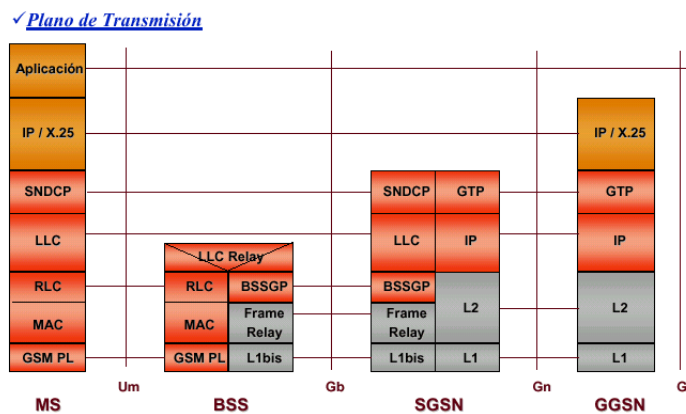 ✓Plano de Transmisión
Aplicación
IP / X.25
IP / X.25
SNDCP
SNDCP
GTP
GTP
LLC
LLC Relay
LLC
IP
IP
RLC
RLC
BSSGP
BSSGP
MAC
MAC
Frame
Relay
Frame
Relay
L2
L2
GSM PL
GSM PL
L1bis
L1bis
L1
L1
Um
Gb
Gn
G
MS
BSS
SGSN
GGSN